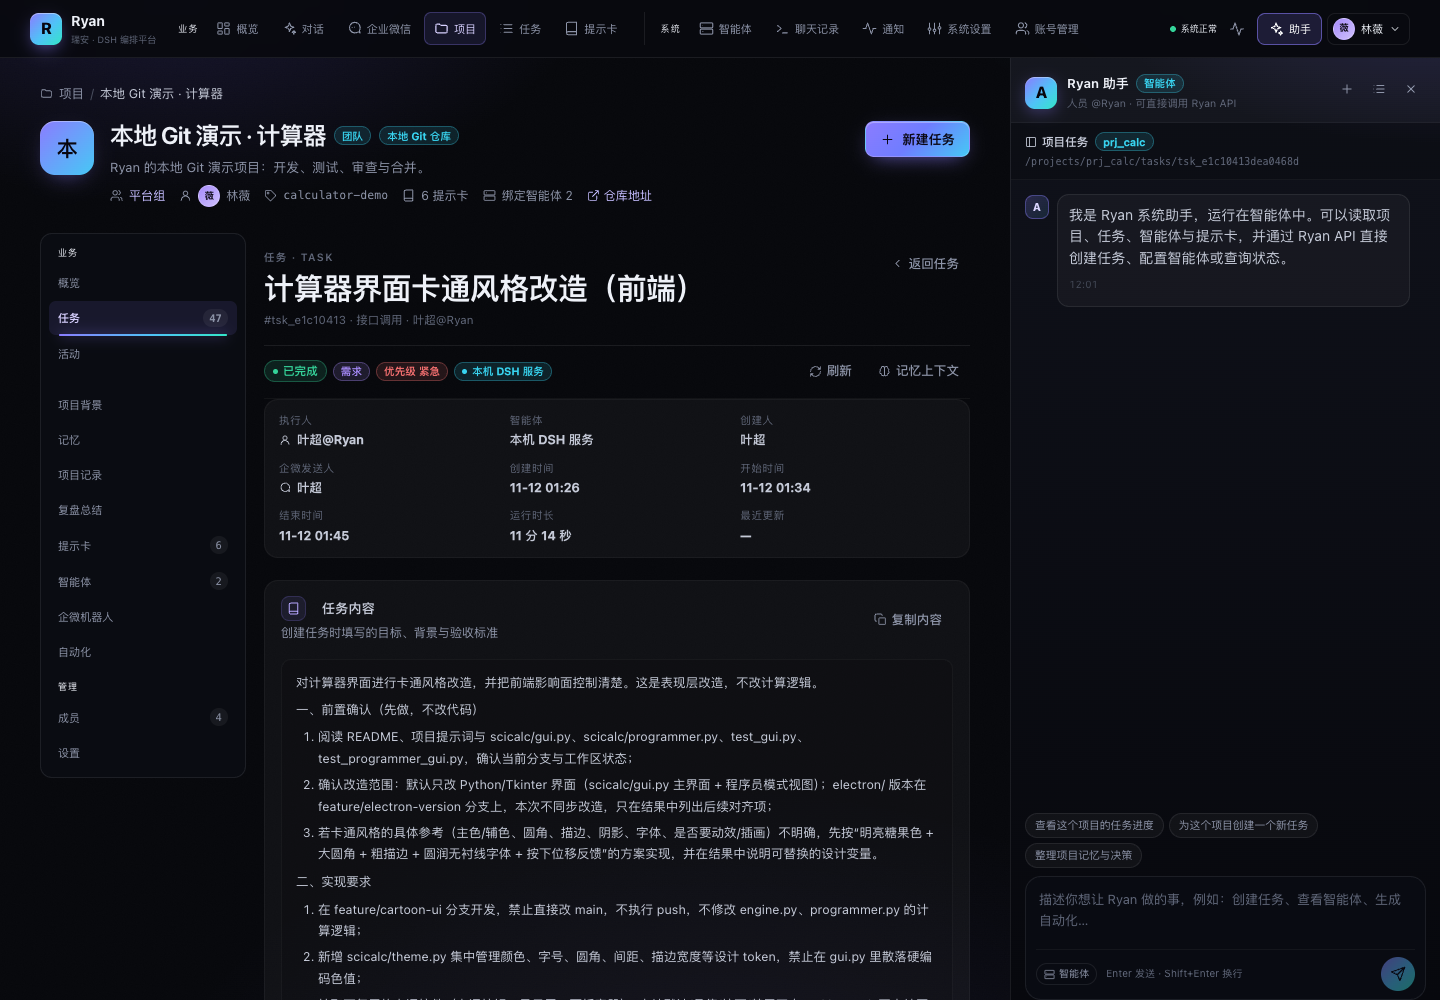 R Ryan
瑞安 · DSH 编排平台
业务 概览 对话 企业微信 项目 任务 提示卡 系统 智能体 聊天记录 通知 系统设置 账号管理 系统正常 助手 薇 林薇
项目 / 本地 Git 演示 · 计算器
本 本地 Git 演示 · 计算器 团队 本地 Git 仓库
Ryan 的本地 Git 演示项目：开发、测试、审查与合并。
平台组 薇 林薇 calculator-demo 6 提示卡 绑定智能体 2 仓库地址
新建任务
业务
概览
任务 47
活动
项目背景
记忆
项目记录
复盘总结
提示卡 6
智能体 2
企微机器人
自动化
管理
成员 4
设置
任务 · TASK
返回任务
计算器界面卡通风格改造（前端）
#tsk_e1c10413 · 接口调用 · 叶超@Ryan
已完成 需求 优先级 紧急 本机 DSH 服务 刷新 记忆上下文
执行人 智能体 创建人
叶超@Ryan 本机 DSH 服务 叶超
企微发送人 创建时间 开始时间
叶超 11-12 01:26 11-12 01:34
结束时间 运行时长 最近更新
11-12 01:45 11 分 14 秒 —
任务内容
创建任务时填写的目标、背景与验收标准
复制内容
对计算器界面进行卡通风格改造，并把前端影响面控制清楚。这是表现层改造，不改计算逻辑。
一、前置确认（先做，不改代码）
1. 阅读 README、项目提示词与 scicalc/gui.py、scicalc/programmer.py、test_gui.py、
test_programmer_gui.py，确认当前分支与工作区状态；
2. 确认改造范围：默认只改 Python/Tkinter 界面（scicalc/gui.py 主界面 + 程序员模式视图）；electron/ 版本在
feature/electron-version 分支上，本次不同步改造，只在结果中列出后续对齐项；
3. 若卡通风格的具体参考（主色/辅色、圆角、描边、阴影、字体、是否要动效/插画）不明确，先按"明亮糖果色 +
大圆角 + 粗描边 + 圆润无衬线字体 + 按下位移反馈"的方案实现，并在结果中说明可替换的设计变量。
二、实现要求
1. 在 feature/cartoon-ui 分支开发，禁止直接改 main，不执行 push，不修改 engine.py、programmer.py 的计
算逻辑；
2. 新增 scicalc/theme.py 集中管理颜色、字号、圆角、间距、描边宽度等设计 token，禁止在 gui.py 里散落硬编
码色值；
A Ryan 助手 智能体
人员 @Ryan · 可直接调用 Ryan API
项目任务 prj_calc
/projects/prj_calc/tasks/tsk_e1c10413dea0468d
A
我是 Ryan 系统助手，运行在智能体中。可以读取项
目、任务、智能体与提示卡，并通过 Ryan API 直接
创建任务、配置智能体或查询状态。
12:01
查看这个项目的任务进度 为这个项目创建一个新任务
整理项目记忆与决策
描述你想让 Ryan 做的事，例如：创建任务、查看智能体、生成
自动化...
智能体 Enter 发送 · Shift+Enter 换行